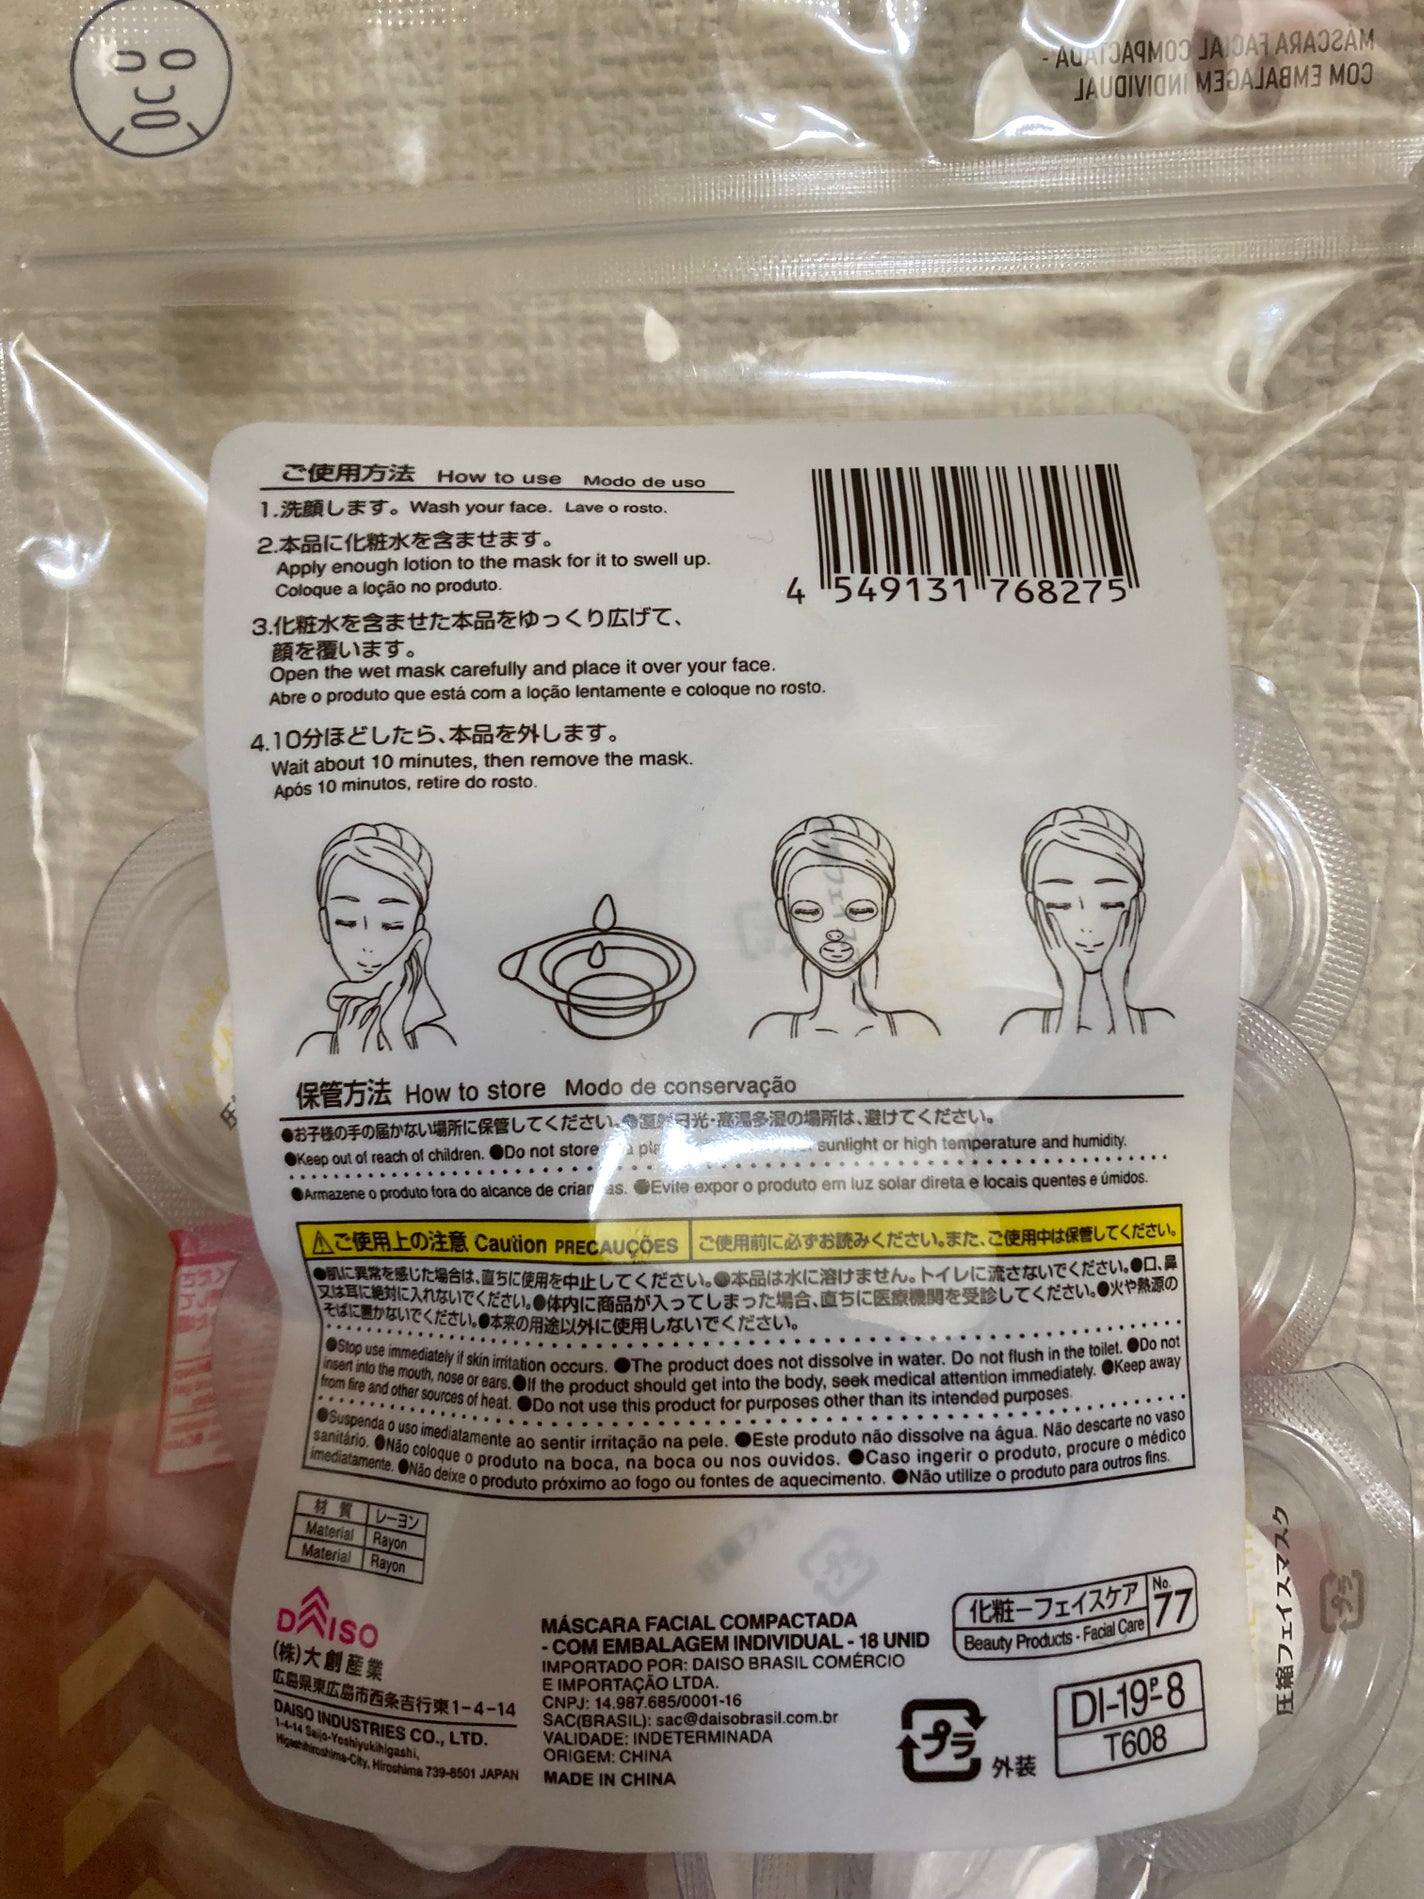 MÁSCARA FACIAL COMPACTADA -
COM EMBALAGEM INDIVIDUAL
ご使用方法 How to use Modo de uso
1.洗顔します。Wash your face. Lave o rosto.
2.本品に化粧水を含ませます。
Apply enough lotion to the mask for it to swell up.
Coloque a loção no produto.
3.化粧水を含ませた本品をゆっくり広げて、
顔を覆います。
Open the wet mask carefully and place it over your face.
Abre o produto que está com a loção lentamente e coloque no rosto.
4.10分ほどしたら、本品を外します。
Wait about 10 minutes, then remove the mask.
Após 10 minutos, retire do rosto.
4 549131 768275
保管方法 How to store Modo de conservação
●お子様の手の届かない場所に保管してください。●直射日光・高温多湿の場所は、避けてください。
●Keep out of reach of children. ●Do not store sunlight or high temperature and humidity.
●Armazene o produto fora do alcance de crianças. ●Evite expor o produto em luz solar direta e locais quentes e úmidos.
⚠ご使用上の注意 Caution PRECAUÇÕES ご使用前に必ずお読みください。また、ご使用中は保管してください。
●肌に異常を感じた場合は、直ちに使用を中止してください。●本品は水に溶けません。トイレに流さないでください。●口、鼻
又は耳に絶対に入れないでください。●体内に商品が入ってしまった場合、直ちに医療機関を受診してください。●火や熱源の
そばに置かないでください。●本来の用途以外に使用しないでください。
●Stop use immediately if skin irritation occurs. ●The product does not dissolve in water. Do not flush in the toilet. ●Do not
insert into the mouth, nose or ears. ●If the product should get into the body, seek medical attention immediately. ●Keep away
from fire and other sources of heat. ●Do not use this product for purposes other than its intended purposes.
●Suspenda o uso imediatamente ao sentir irritação na pele. ●Este produto não dissolve na água. Não descarte no vaso
sanitário. ●Não coloque o produto na boca, na boca ou nos ouvidos. ●Caso ingerir o produto, procure o médico
imediatamente. ●Não deixe o produto próximo ao fogo ou fontes de aquecimento. ●Não utilize o produto para outros fins.
材質 レーヨン
Material Rayon
Material Rayon
DAISO
(株)大創産業
広島県東広島市西条吉行東1-4-14
DAISO INDUSTRIES CO., LTD.
1-4-14 Saijo-Yoshiyukihigashi,
Higashihiroshima-City, Hiroshima 739-8501 JAPAN
MÁSCARA FACIAL COMPACTADA
- COM EMBALAGEM INDIVIDUAL - 18 UNID
IMPORTADO POR: DAISO BRASIL COMÉRCIO
E IMPORTAÇÃO LTDA.
CNPJ: 14.987.685/0001-16
SAC(BRASIL): sac@daisobrasil.com.br
VALIDADE: INDETERMINADA
ORIGEM: CHINA
MADE IN CHINA
化粧-フェイスケア No. 77
Beauty Products - Facial Care
プラ 外装
DI-19P-8
T608
圧縮フェイスマスク
プラ